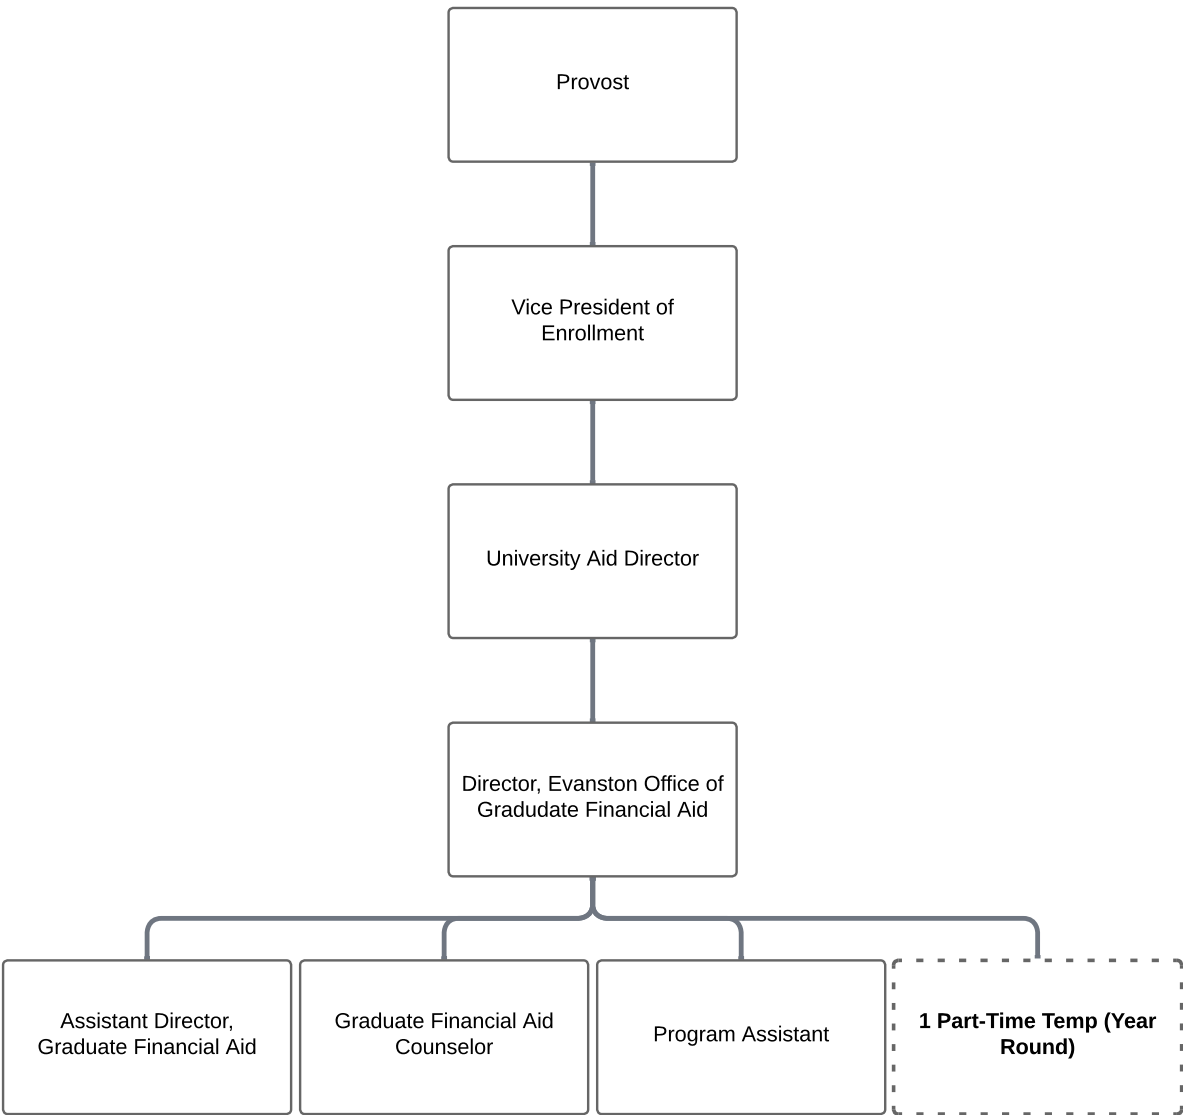 Provost
Vice President of
Enrollment
University Aid Director
Director, Evanston Office of
Gradudate Financial Aid
Assistant Director,
Graduate Financial Aid
Graduate Financial Aid
Counselor
Program Assistant
1 Part-Time Temp (Year
Round)